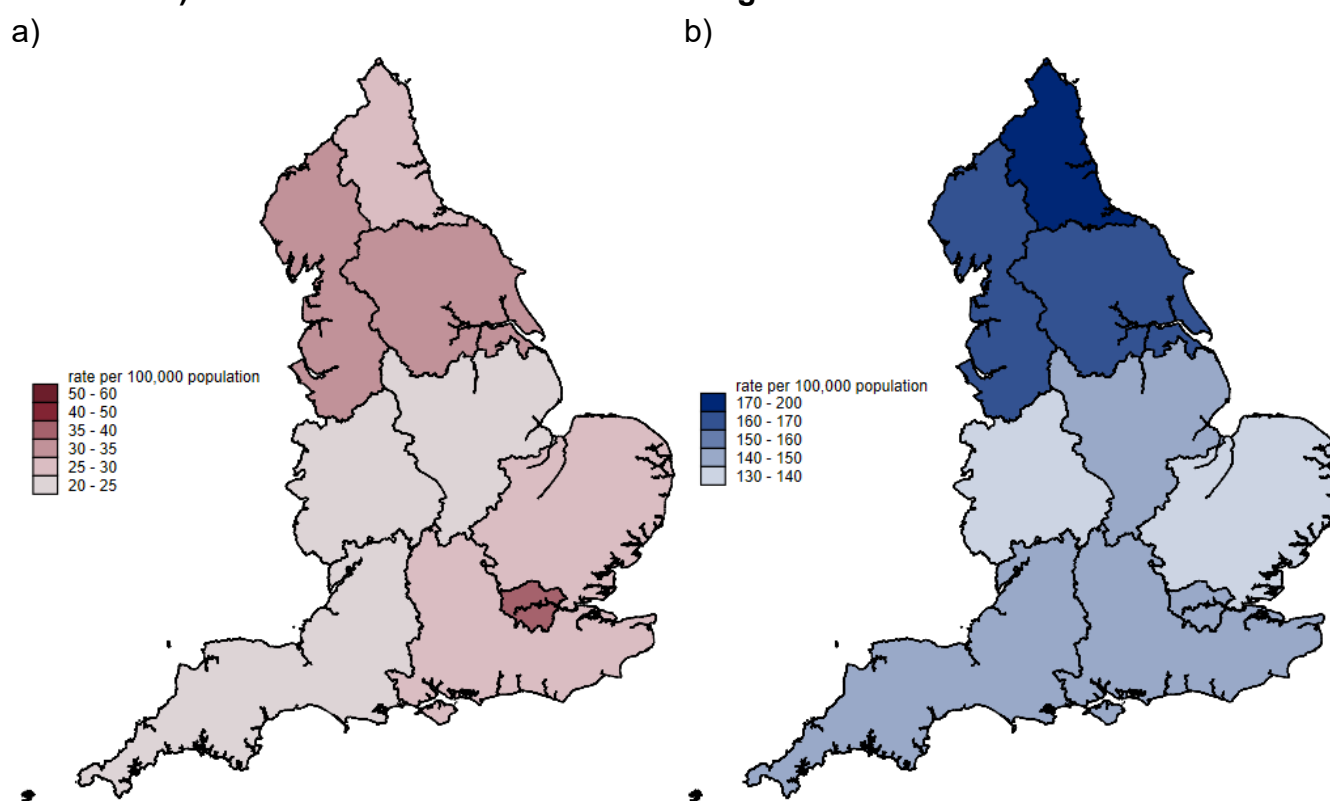 a)
b)
rate per 100,000 population
50 - 60
40 - 50
35 - 40
30 - 35
25 - 30
20 - 25
rate per 100,000 population
170 - 200
160 - 170
150 - 160
140 - 150
130 - 140